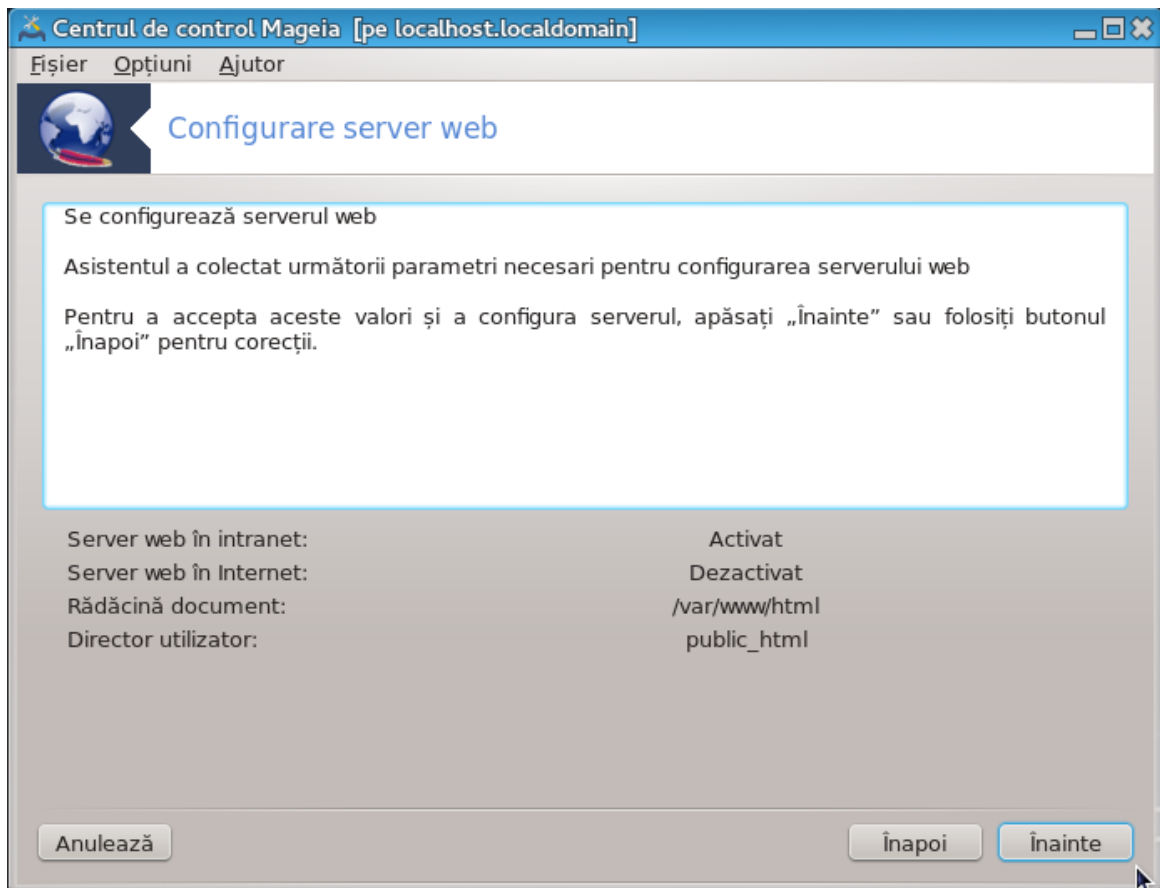 Centrul de control Mageia [pe localhost.localdomain]
Fișier Opțiuni Ajutor
Configurare server web
Se configurează serverul web
Asistentul a colectat următorii parametri necesari pentru configurarea serverului web
Pentru a accepta aceste valori și a configura serverul, apăsați „Înainte” sau folosiți butonul
„Înapoi” pentru corecții.
Server web în intranet: Activat
Server web în Internet: Dezactivat
Rădăcină document: /var/www/html
Director utilizator: public_html
Anulează Înapoi Înainte